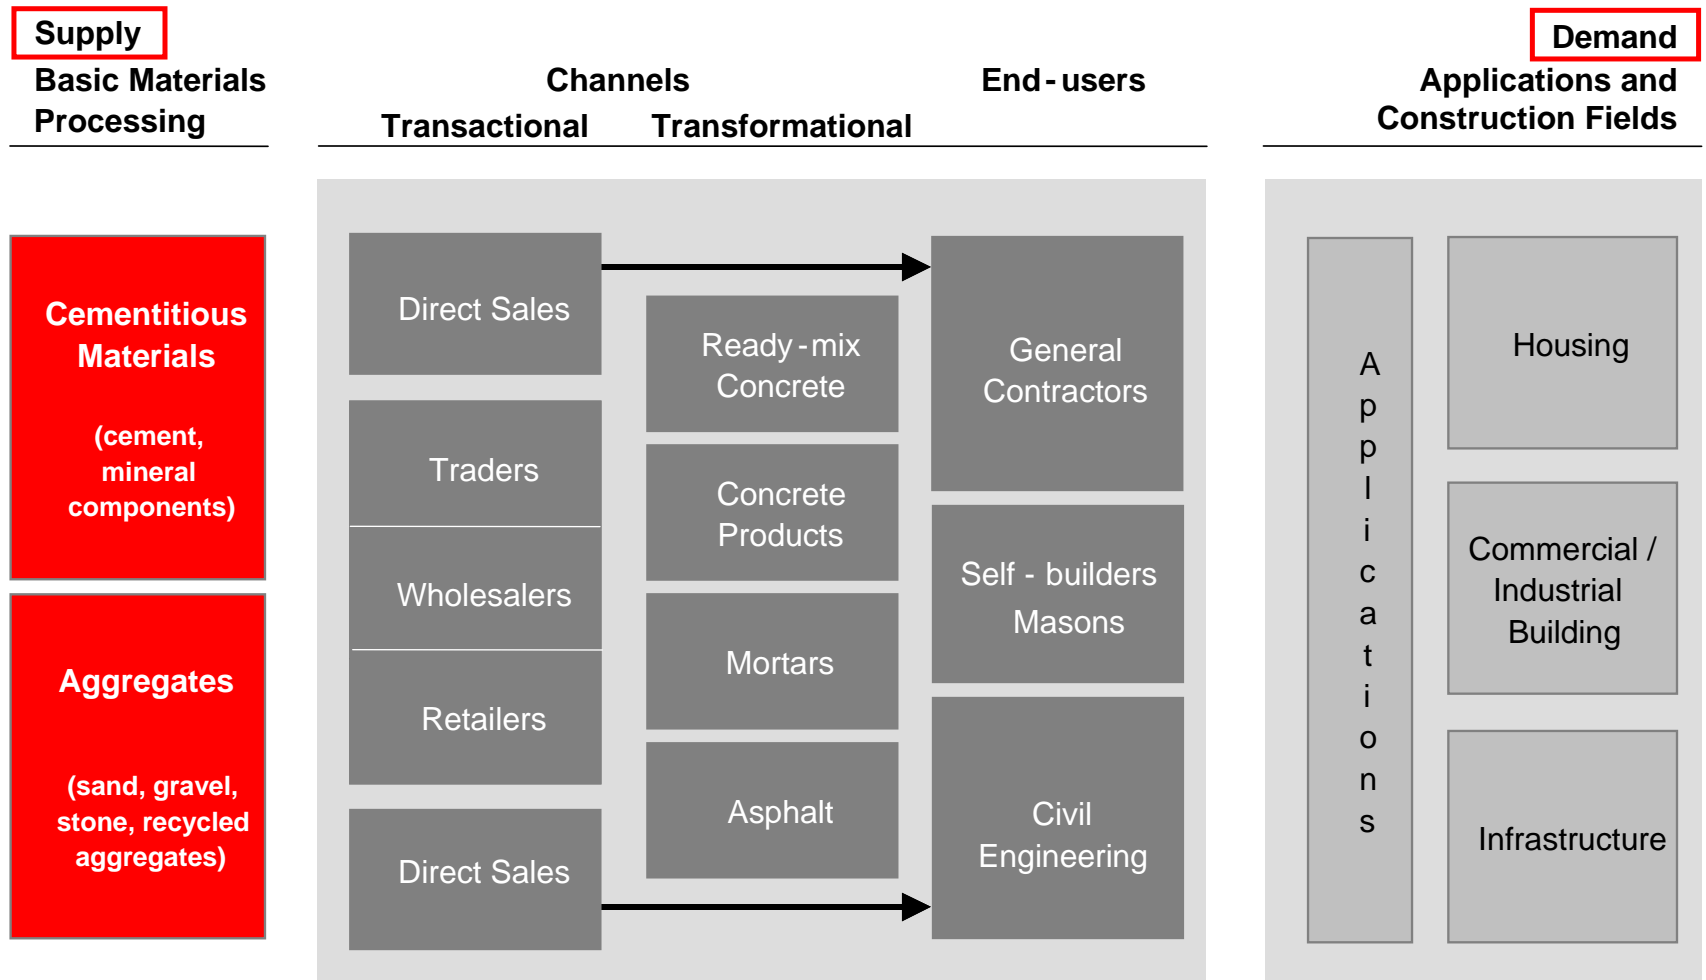 Supply
Basic Materials
Processing
Channels
Transactional
Transformational
End-users
Demand
Applications and
Construction Fields
Cementitious
Materials
(cement,
mineral
components)
Aggregates
(sand, gravel,
stone, recycled
aggregates)
Direct Sales
Traders
Wholesalers
Retailers
Direct Sales
Ready-mix
Concrete
Concrete
Products
Mortars
Asphalt
General
Contractors
Self - builders
Masons
Civil
Engineering
Applications
Housing
Commercial /
Industrial
Building
Infrastructure